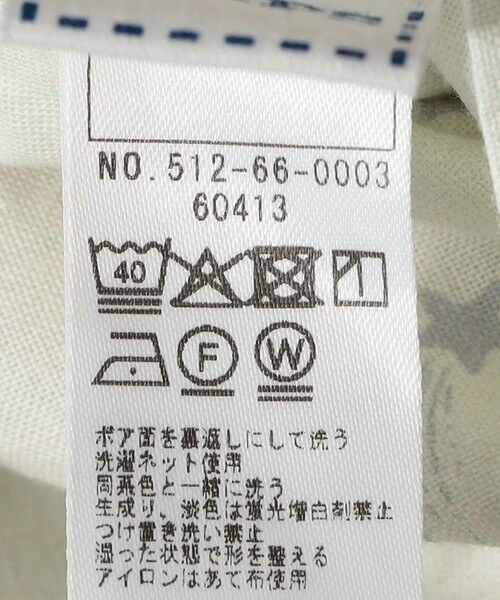 NO.512-66-0003
60413
40
F W
ボア面を裏返しにして洗う
洗濯ネット使用
同系色と一緒に洗う
生成り、淡色は蛍光増白剤禁止
つけ置き洗い禁止
湿った状態で形を整える
アイロンはあて布使用